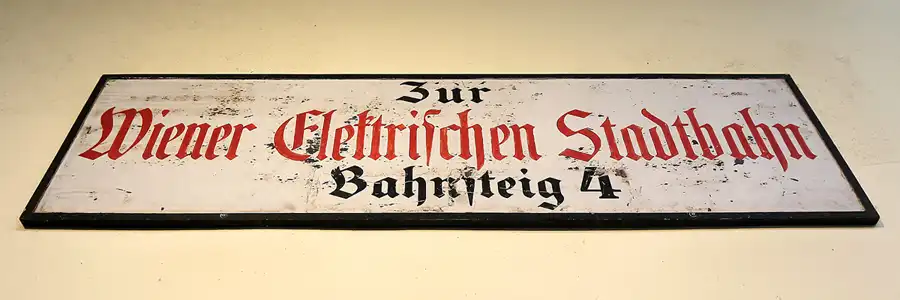 Zur
Wiener Elektriſchen Stadtbahn
Bahnſteig 4